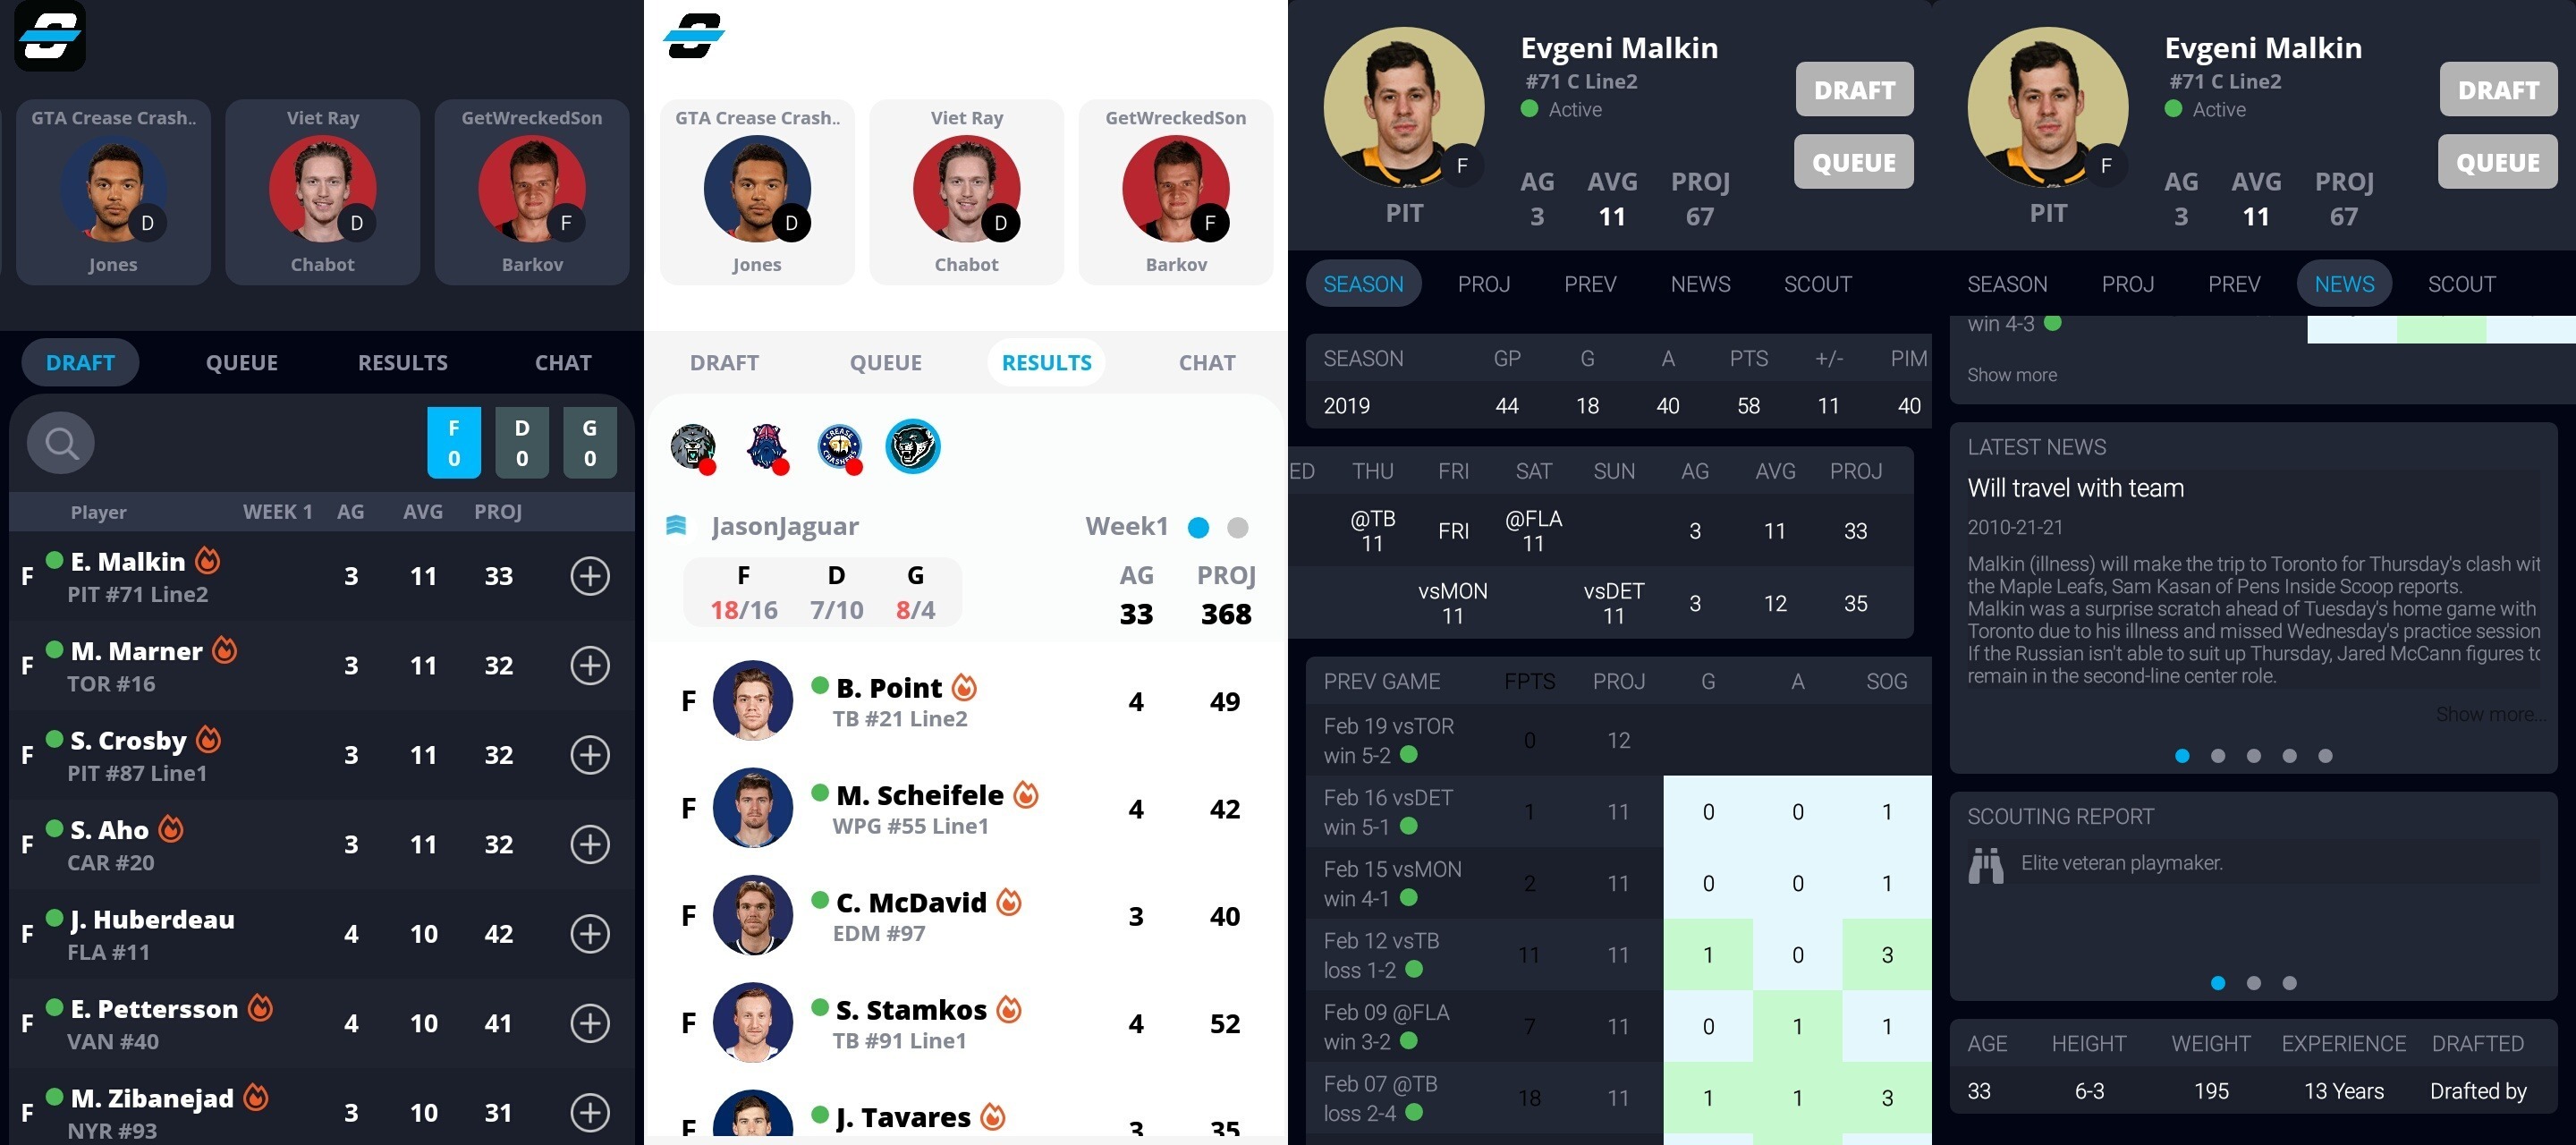 GTA Crease Crash..
Viet Ray
GetWreckedSon
D
D
F
Jones
Chabot
Barkov
DRAFT QUEUE RESULTS CHAT
F D G
0 0 0
Player WEEK 1 AG AVG PROJ
F E. Malkin 3 11 33
PIT #71 Line2
F M. Marner 3 11 32
TOR #16
F S. Crosby 3 11 32
PIT #87 Line1
F S. Aho 3 11 32
CAR #20
F J. Huberdeau 4 10 42
FLA #11
F E. Pettersson 4 10 41
VAN #40
F M. Zibanejad 3 10 31
NYR #93
GTA Crease Crash..
Viet Ray
GetWreckedSon
D
D
F
Jones
Chabot
Barkov
DRAFT QUEUE RESULTS CHAT
CREASE
CRASHERS
JasonJaguar Week1
F D G AG PROJ
18/16 7/10 8/4 33 368
F B. Point 4 49
TB #21 Line2
F M. Scheifele 4 42
WPG #55 Line1
F C. McDavid 3 40
EDM #97
F S. Stamkos 4 52
TB #91 Line1
F J. Tavares 3 35
Evgeni Malkin
#71 C Line2
Active
DRAFT
QUEUE
F
AG AVG PROJ
3 11 67
PIT
SEASON PROJ PREV NEWS SCOUT
SEASON GP G A PTS +/- PIM
2019 44 18 40 58 11 40
ED THU FRI SAT SUN AG AVG PROJ
@TB FRI @FLA 3 11 33
11 11
vsMON vsDET 3 12 35
11 11
PREV GAME FPTS PROJ G A SOG
Feb 19 vsTOR 0 12
win 5-2
Feb 16 vsDET 1 11 0 0 1
win 5-1
Feb 15 vsMON 2 11 0 0 1
win 4-1
Feb 12 vsTB 11 11 1 0 3
loss 1-2
Feb 09 @FLA 7 11 0 1 1
win 3-2
Feb 07 @TB 18 11 1 1 3
loss 2-4
Evgeni Malkin
#71 C Line2
Active
DRAFT
QUEUE
F
AG AVG PROJ
3 11 67
PIT
SEASON PROJ PREV NEWS SCOUT
win 4-3
Show more
LATEST NEWS
Will travel with team
2010-21-21
Malkin (illness) will make the trip to Toronto for Thursday's clash wit
the Maple Leafs, Sam Kasan of Pens Inside Scoop reports.
Malkin was a surprise scratch ahead of Tuesday's home game with
Toronto due to his illness and missed Wednesday's practice session
If the Russian isn't able to suit up Thursday, Jared McCann figures to
remain in the second-line center role.
Show more...
SCOUTING REPORT
Elite veteran playmaker.
AGE HEIGHT WEIGHT EXPERIENCE DRAFTED
33 6-3 195 13 Years Drafted by